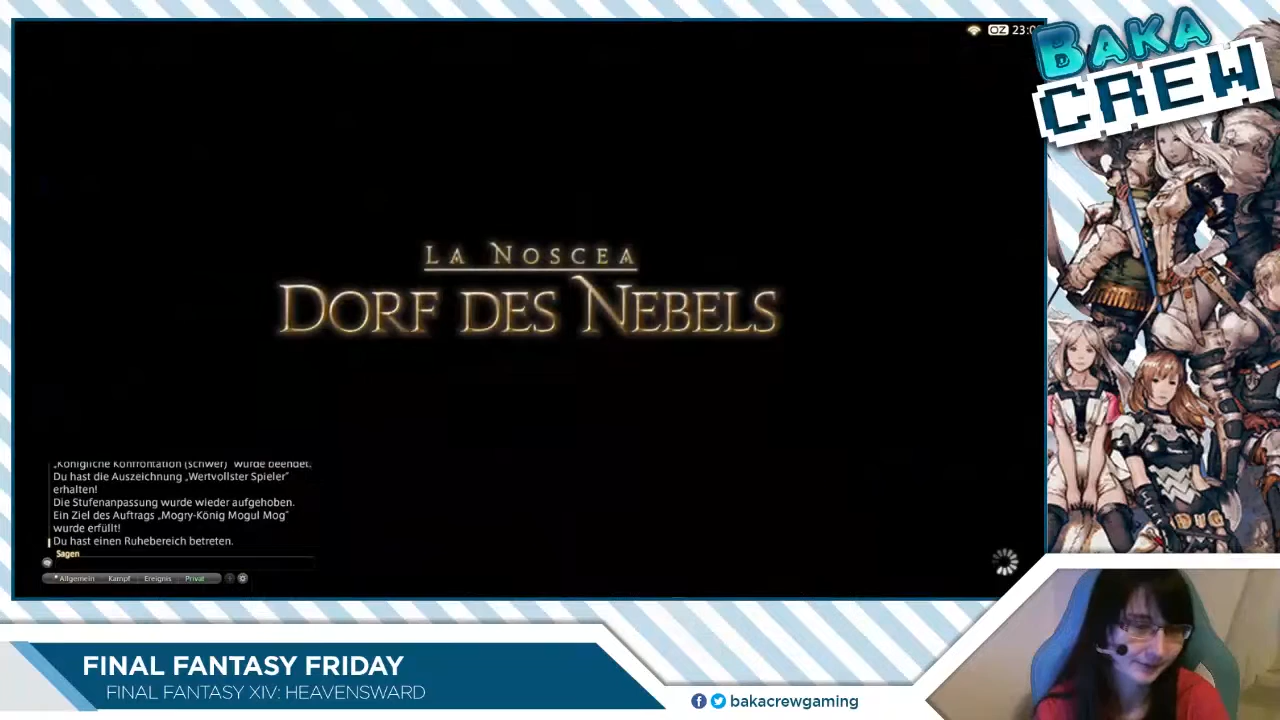 OZ 23:0
BAKA
CREW
LA NOSCEA
DORF DES NEBELS
„Königliche Konfrontation (schwer)“ wurde beendet.
Du hast die Auszeichnung „Wertvollster Spieler“
erhalten!
Die Stufenanpassung wurde wieder aufgehoben.
Ein Ziel des Auftrags „Mogry-König Mogul Mog“
wurde erfüllt!
Du hast einen Ruhebereich betreten.
Sagen
Allgemein Kampf Ereignis Privat
FINAL FANTASY FRIDAY
FINAL FANTASY XIV: HEAVENSWARD
bakacrewgaming